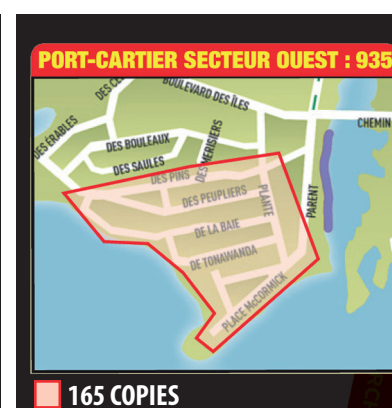 PORT-CARTIER SECTEUR OUEST : 935
BOULEVARD DES ÎLES
CHEMIN
DES ÉRABLES
DES BOULEAUX
DES MERISIERS
DES SAULES
DES PINS
DES PEUPLIERS
PLANTE
PARENT
DE LA BAIE
DE TONAWANDA
PLACE McCORMICK
165 COPIES